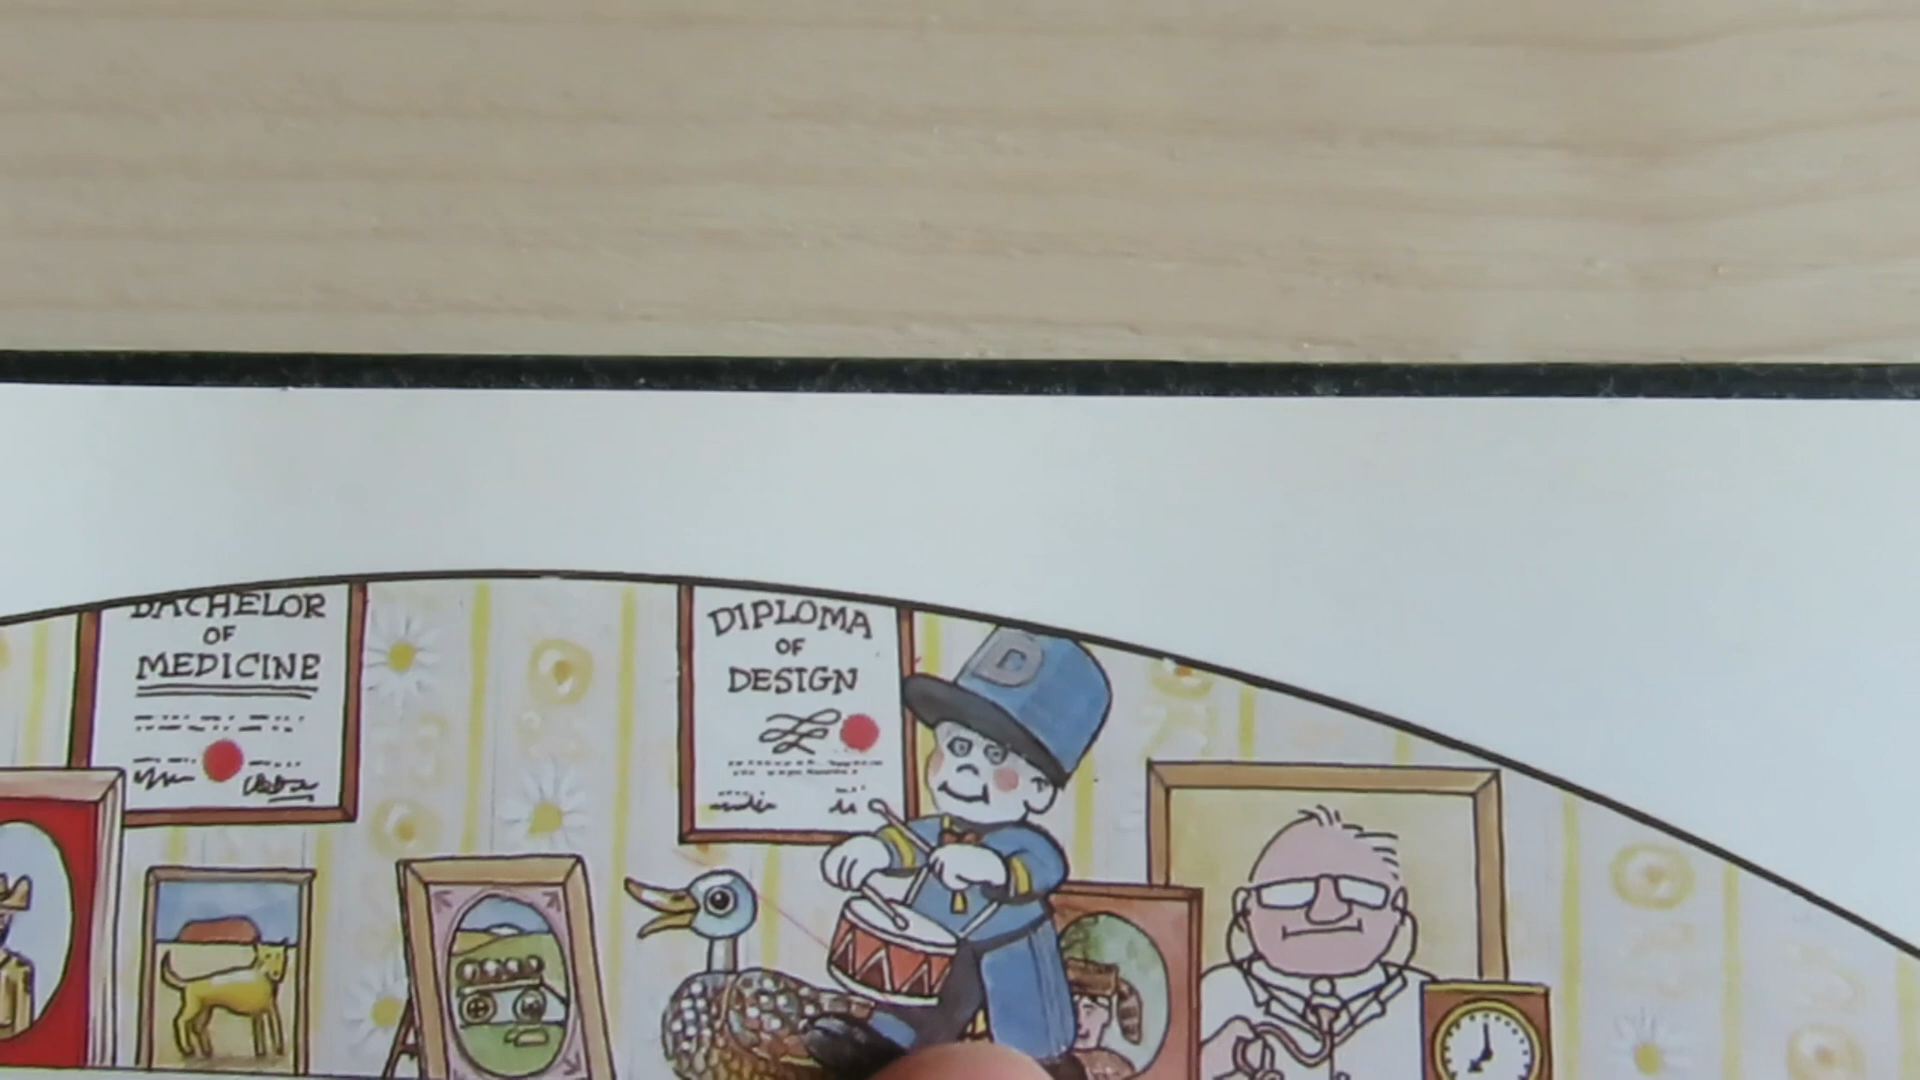 BACHELOR
OF
MEDICINE
DIPLOMA
OF
DESIGN
D